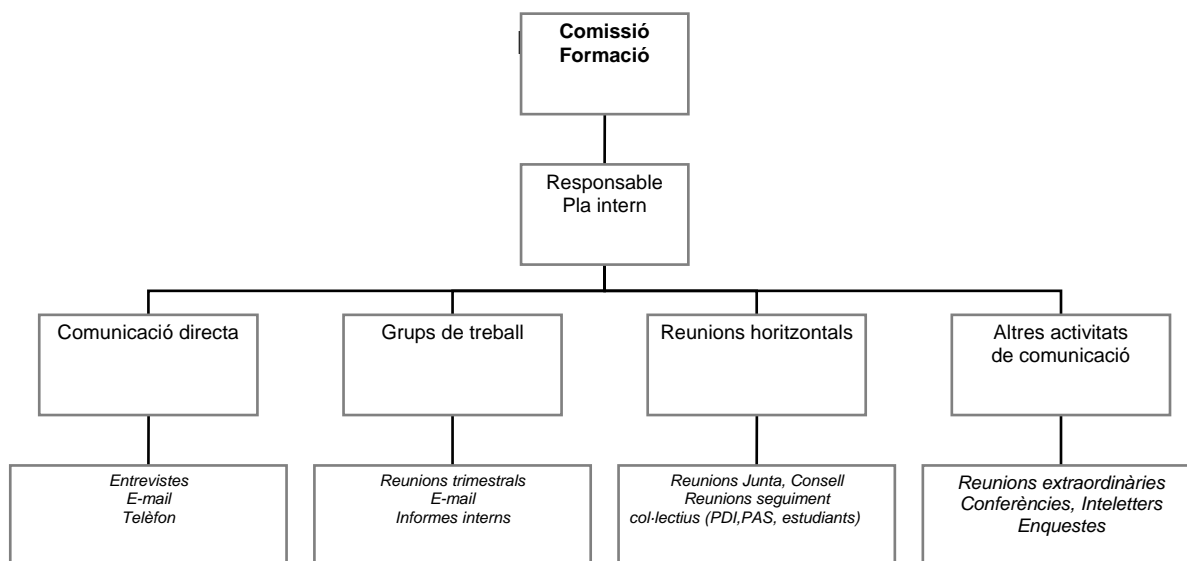 Comissió
Formació
Responsable
Pla intern
Comunicació directa
Grups de treball
Reunions horitzontals
Altres activitats
de comunicació
Entrevistes
E-mail
Telèfon
Reunions trimestrals
E-mail
Informes interns
Reunions Junta, Consell
Reunions seguiment
col·lectius (PDI,PAS, estudiants)
Reunions extraordinàries
Conferències, Inteletters
Enquestes